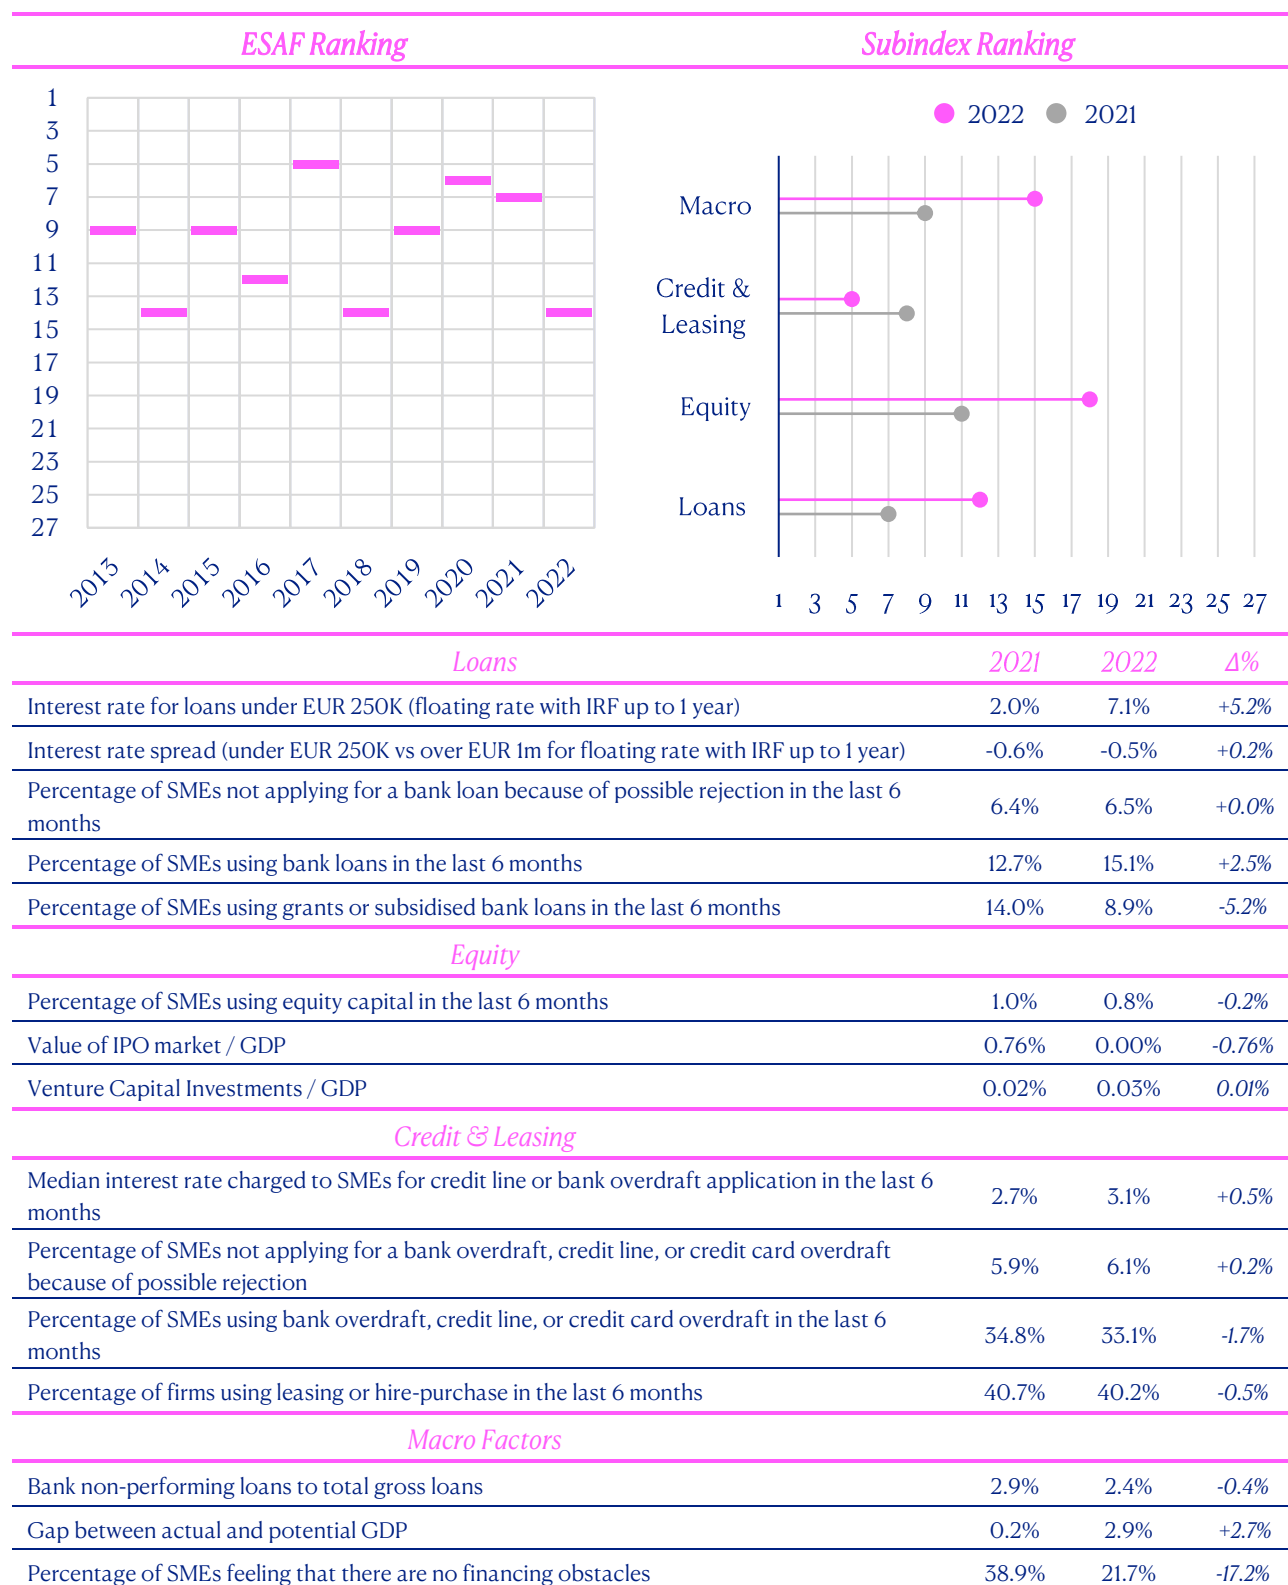 ESAF Ranking
Subindex Ranking
1
3
5
7
9
11
13
15
17
19
21
23
25
27
2013 2014 2015 2016 2017 2018 2019 2020 2021 2022
2022 2021
Macro
Credit &
Leasing
Equity
Loans
1 3 5 7 9 11 13 15 17 19 21 23 25 27
Loans 2021 2022 Δ%
Interest rate for loans under EUR 250K (floating rate with IRF up to 1 year) 2.0% 7.1% +5.2%
Interest rate spread (under EUR 250K vs over EUR 1m for floating rate with IRF up to 1 year) -0.6% -0.5% +0.2%
Percentage of SMEs not applying for a bank loan because of possible rejection in the last 6
months 6.4% 6.5% +0.0%
Percentage of SMEs using bank loans in the last 6 months 12.7% 15.1% +2.5%
Percentage of SMEs using grants or subsidised bank loans in the last 6 months 14.0% 8.9% -5.2%
Equity
Percentage of SMEs using equity capital in the last 6 months 1.0% 0.8% -0.2%
Value of IPO market / GDP 0.76% 0.00% -0.76%
Venture Capital Investments / GDP 0.02% 0.03% 0.01%
Credit & Leasing
Median interest rate charged to SMEs for credit line or bank overdraft application in the last 6
months 2.7% 3.1% +0.5%
Percentage of SMEs not applying for a bank overdraft, credit line, or credit card overdraft
because of possible rejection 5.9% 6.1% +0.2%
Percentage of SMEs using bank overdraft, credit line, or credit card overdraft in the last 6
months 34.8% 33.1% -1.7%
Percentage of firms using leasing or hire-purchase in the last 6 months 40.7% 40.2% -0.5%
Macro Factors
Bank non-performing loans to total gross loans 2.9% 2.4% -0.4%
Gap between actual and potential GDP 0.2% 2.9% +2.7%
Percentage of SMEs feeling that there are no financing obstacles 38.9% 21.7% -17.2%